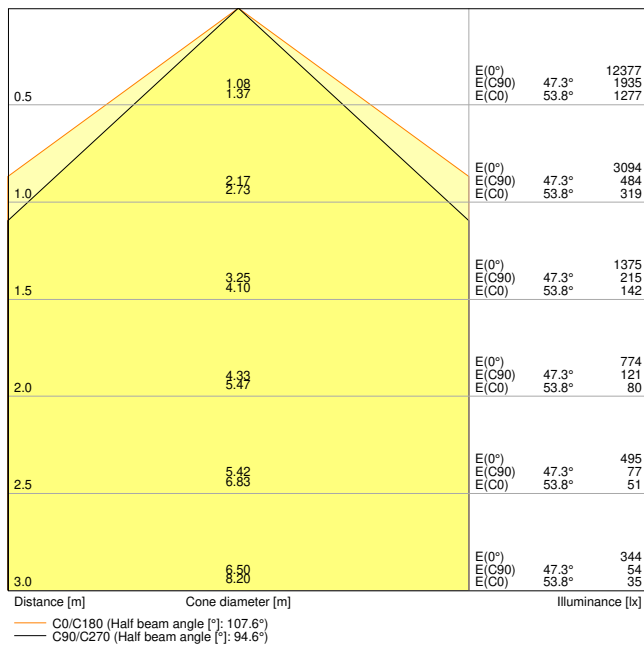 E(0°) 12377
1.08 E(C90) 47.3° 1935
0.5 1.37 E(C0) 53.8° 1277
E(0°) 3094
2.17 E(C90) 47.3° 484
1.0 2.73 E(C0) 53.8° 319
E(0°) 1375
3.25 E(C90) 47.3° 215
1.5 4.10 E(C0) 53.8° 142
E(0°) 774
4.33 E(C90) 47.3° 121
2.0 5.47 E(C0) 53.8° 80
E(0°) 495
5.42 E(C90) 47.3° 77
2.5 6.83 E(C0) 53.8° 51
E(0°) 344
6.50 E(C90) 47.3° 54
3.0 8.20 E(C0) 53.8° 35
Distance [m] Cone diameter [m] Illuminance [lx]
C0/C180 (Half beam angle [°]: 107.6°)
C90/C270 (Half beam angle [°]: 94.6°)